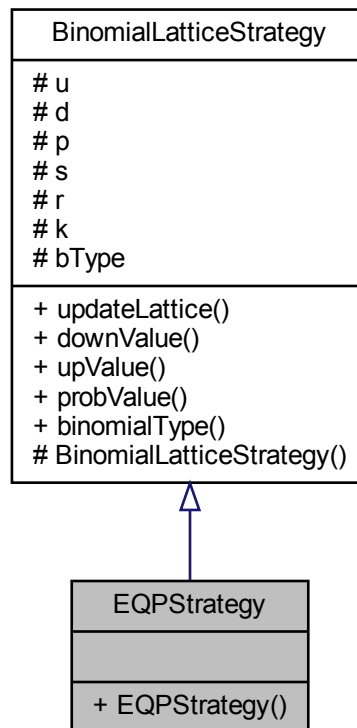 BinomialLatticeStrategy
# u
# d
# p
# s
# r
# k
# bType
+ updateLattice()
+ downValue()
+ upValue()
+ probValue()
+ binomialType()
# BinomialLatticeStrategy()
EQPStrategy
+ EQPStrategy()